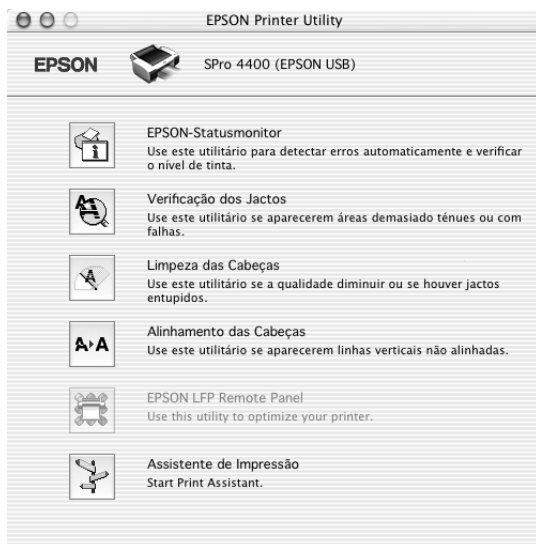 EPSON Printer Utility
EPSON
SPro 4400 (EPSON USB)
EPSON-Statusmonitor
Use este utilitário para detectar erros automaticamente e verificar
o nível de tinta.
Verificação dos Jactos
Use este utilitário se aparecerem áreas demasiado ténues ou com
falhas.
Limpeza das Cabeças
Use este utilitário se a qualidade diminuir ou se houver jactos
entupidos.
Alinhamento das Cabeças
Use este utilitário se aparecerem linhas verticais não alinhadas.
EPSON LFP Remote Panel
Use this utility to optimize your printer.
Assistente de Impressão
Start Print Assistant.